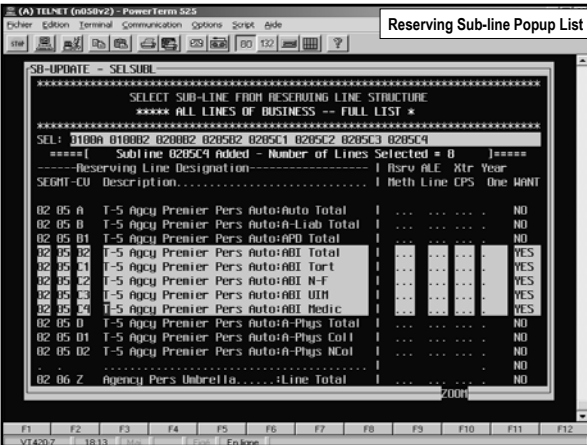 (A) TELNET (n050v2) - PowerTerm 525
Reserving Sub-line Popup List
Fichier Edition Terminal Communication Options Script Aide
80 132
SB-UPDATE - SELSUBL
SELECT SUB-LINE FROM RESERVING LINE STRUCTURE
***** ALL LINES OF BUSINESS -- FULL LIST *
SEL: 0100A 0100B2 0200B2 0205B2 0205C1 0205C2 0205C3 0205C4
=====[ Subline 0205C4 Added - Number of Lines Selected = 8 ]=====
------Reserving Line Designation---------------- | Rsrv ALE Xtr Year
SEGMT-CV Description............................ | Meth Line CPS One WANT
02 05 A T-5 Agcy Premier Pers Auto:Auto Total | ... ... ... . NO
02 05 B T-5 Agcy Premier Pers Auto:A-Liab Total | ... ... ... . NO
02 05 B1 T-5 Agcy Premier Pers Auto:APD Total | ... ... ... . NO
02 05 B2 T-5 Agcy Premier Pers Auto:ABI Total | ... ... ... . YES
02 05 C1 T-5 Agcy Premier Pers Auto:ABI Tort | ... ... ... . YES
02 05 C2 T-5 Agcy Premier Pers Auto:ABI N-F | ... ... ... . YES
02 05 C3 T-5 Agcy Premier Pers Auto:ABI UIM | ... ... ... . YES
02 05 C4 T-5 Agcy Premier Pers Auto:ABI Medic | ... ... ... . YES
02 05 D T-5 Agcy Premier Pers Auto:A-Phys Total | ... ... ... . NO
02 05 D1 T-5 Agcy Premier Pers Auto:A-Phys Coll | ... ... ... . NO
02 05 D2 T-5 Agcy Premier Pers Auto:A-Phys NCol | ... ... ... . NO
. . ....................................... | ... ... ... . NO
02 06 Z Agency Pers Umbrella......:Line Total | ... ... ... . NO
ZOOM
F1 F2 F3 F4 F5 F6 F7 F8 F9 F10 F11 F12
VT420-7 18:13 Maj Fige En ligne